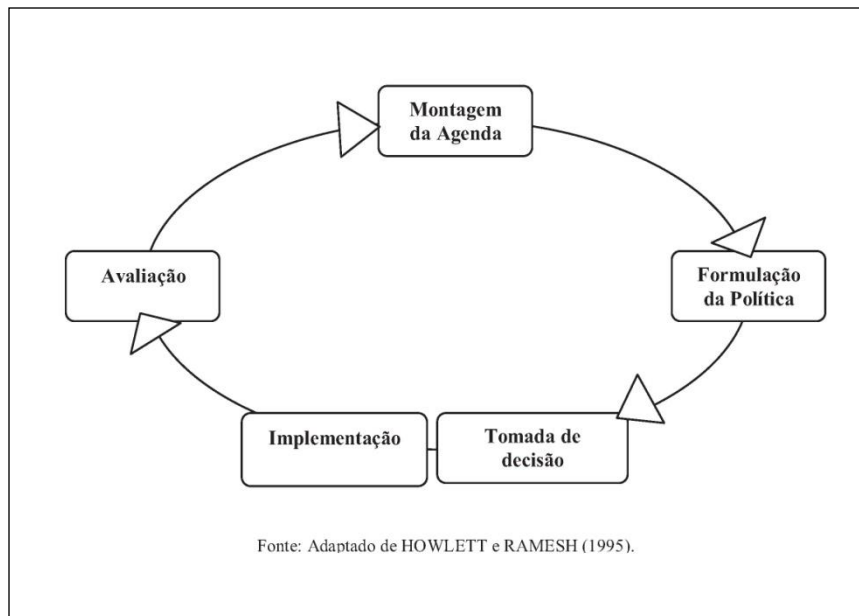 Montagem
da Agenda
Formulação
da Política
Tomada de
decisão
Implementação
Avaliação
Fonte: Adaptado de HOWLETT e RAMESH (1995).